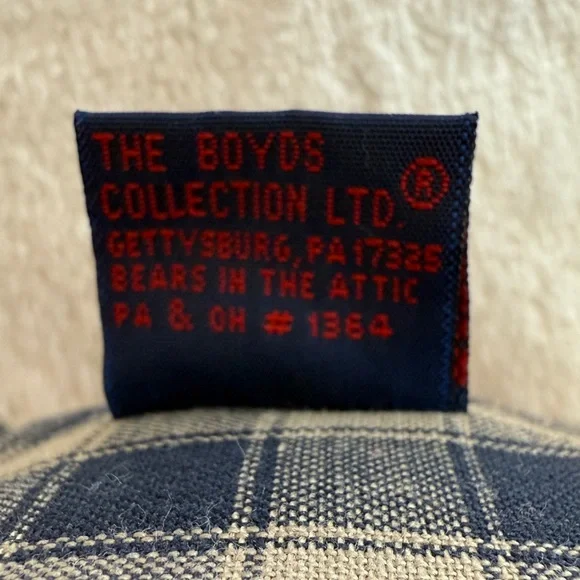 THE BOYDS
COLLECTION LTD.®
GETTYSBURG, PA 17325
BEARS IN THE ATTIC
PA & OH # 1364